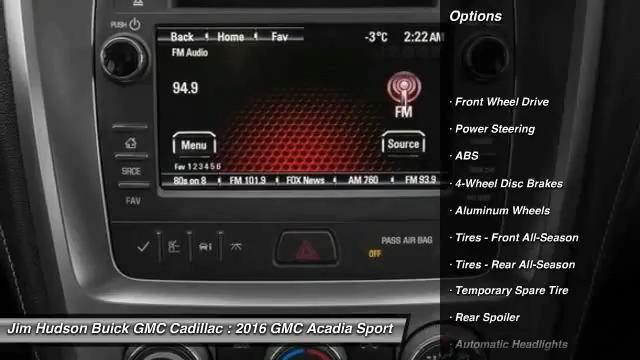 PUSH
Back Home Fav -3°C 2:22AM
FM Audio
94.9
FM
Menu
Source
Fav 1 2 3 4 5 6
80s on 8 FM 101.9 FOX News AM 760 FM 93.9
SRCE
FAV
PASS AIR BAG
OFF
Options
· Front Wheel Drive
· Power Steering
· ABS
· 4-Wheel Disc Brakes
· Aluminum Wheels
· Tires - Front All-Season
· Tires - Rear All-Season
· Temporary Spare Tire
· Rear Spoiler
· Automatic Headlights
Jim Hudson Buick GMC Cadillac : 2016 GMC Acadia Sport